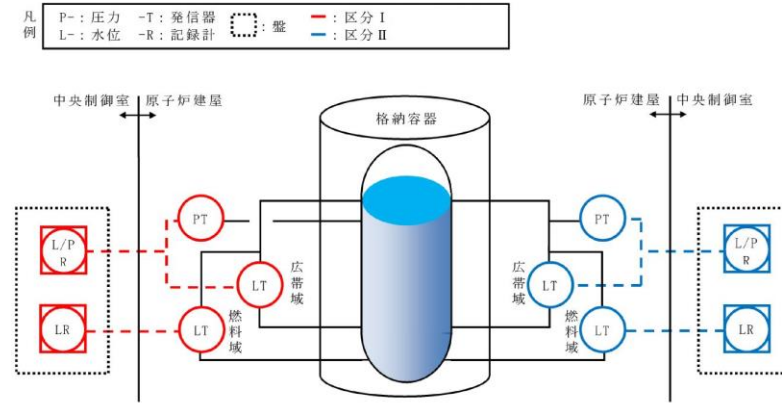 凡例
P-：圧力 -T：発信器 ：盤 ：区分Ⅰ
L-：水位 -R：記録計 ：区分Ⅱ
中央制御室 原子炉建屋
格納容器
原子炉建屋 中央制御室
PT
L/P
R
LT
広帯域
LR
LT
燃料域
PT
L/P
R
LT
広帯域
LT
燃料域
LR